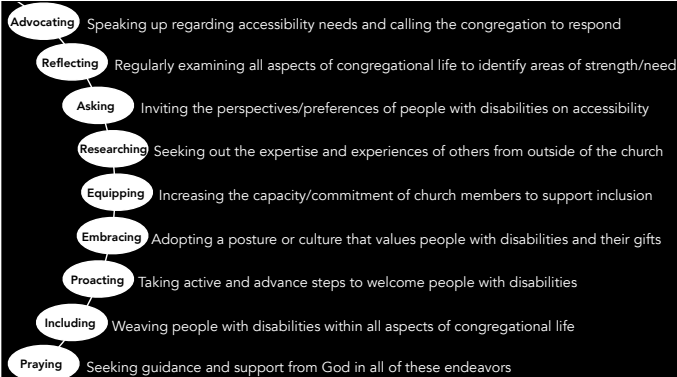 Advocating Speaking up regarding accessibility needs and calling the congregation to respond
Reflecting Regularly examining all aspects of congregational life to identify areas of strength/need
Asking Inviting the perspectives/preferences of people with disabilities on accessibility
Researching Seeking out the expertise and experiences of others from outside of the church
Equipping Increasing the capacity/commitment of church members to support inclusion
Embracing Adopting a posture or culture that values people with disabilities and their gifts
Proacting Taking active and advance steps to welcome people with disabilities
Including Weaving people with disabilities within all aspects of congregational life
Praying Seeking guidance and support from God in all of these endeavors